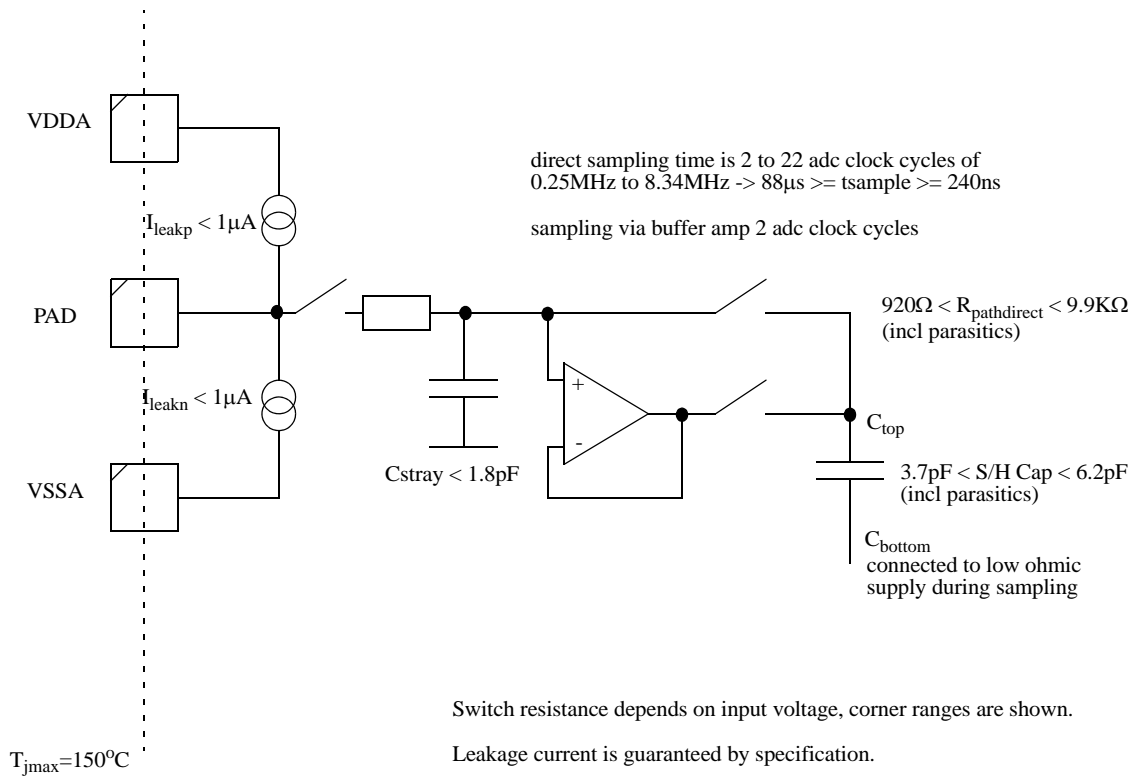 VDDA
direct sampling time is 2 to 22 adc clock cycles of
0.25MHz to 8.34MHz -> 88μs >= tsample >= 240ns
I_leakp < 1μA
sampling via buffer amp 2 adc clock cycles
PAD
920Ω < R_pathdirect < 9.9KΩ
(incl parasitics)
I_leakn < 1μA
+
-
C_top
Cstray < 1.8pF
3.7pF < S/H Cap < 6.2pF
(incl parasitics)
VSSA
C_bottom
connected to low ohmic
supply during sampling
Switch resistance depends on input voltage, corner ranges are shown.
Leakage current is guaranteed by specification.
T_jmax=150°C